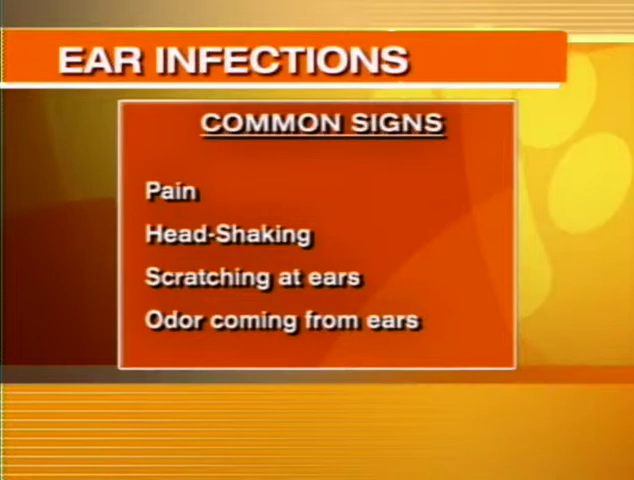 EAR INFECTIONS
COMMON SIGNS
Pain
Head-Shaking
Scratching at ears
Odor coming from ears